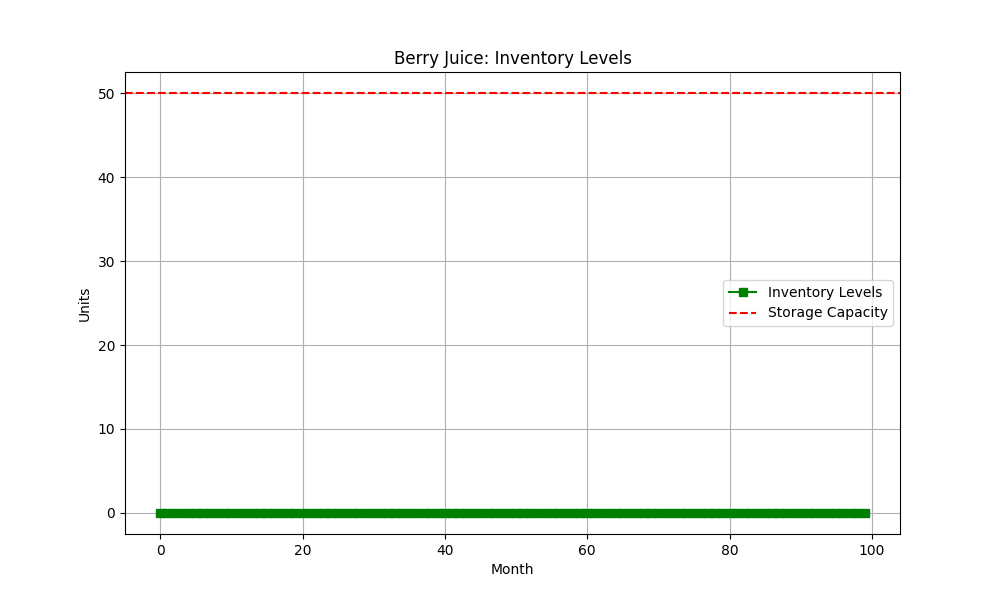 Berry Juice: Inventory Levels
50
40
30
20
10
0
Units
Inventory Levels
Storage Capacity
0
20
40
60
80
100
Month